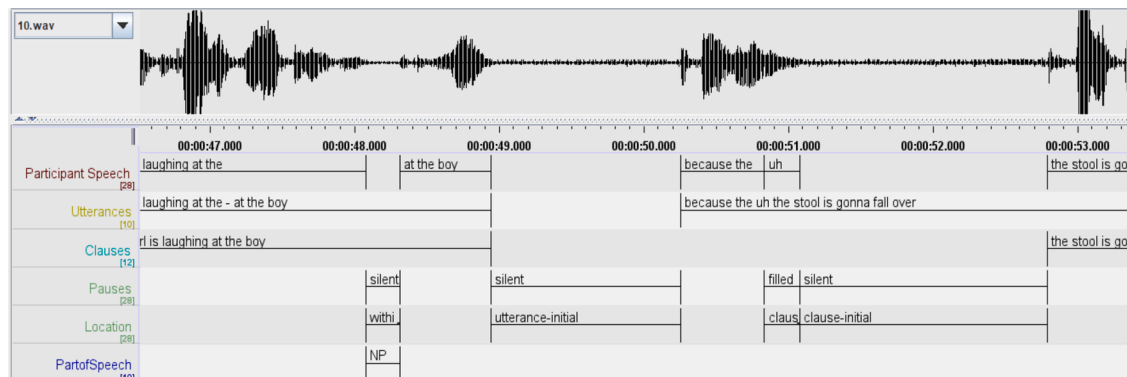 10.wav
00:00:47.000 00:00:48.000 00:00:49.000 00:00:50.000 00:00:51.000 00:00:52.000 00:00:53.000
Participant Speech laughing at the at the boy because the uh the stool is go
[28]
Utterances laughing at the - at the boy because the uh the stool is gonna fall over
[10]
Clauses rl is laughing at the boy the stool is go
[12]
Pauses silent silent filled silent
[28]
Location withi utterance-initial claus clause-initial
[28]
PartofSpeech NP